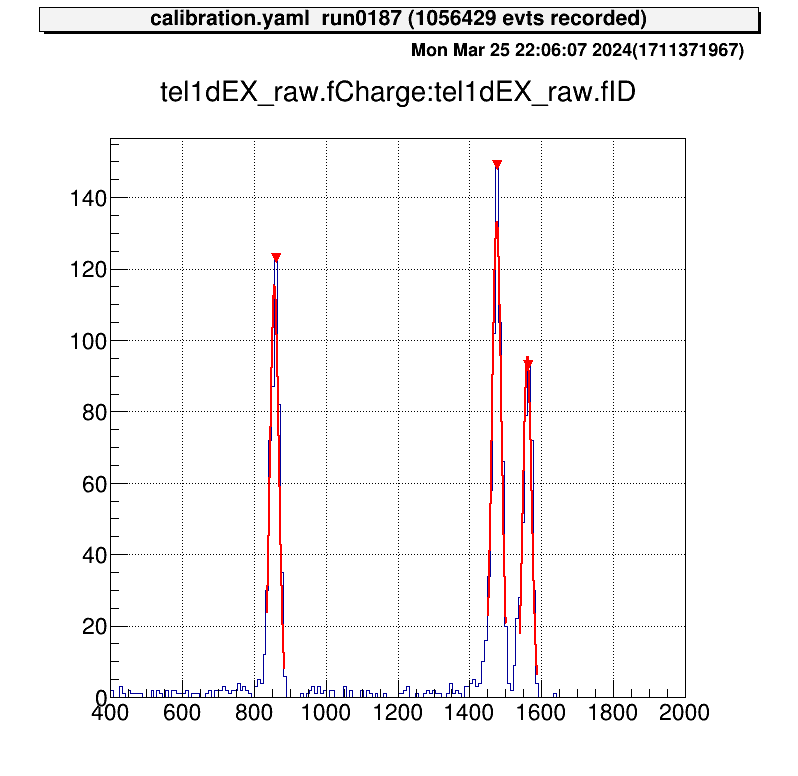 calibration.yaml run0187 (1056429 evts recorded)
Mon Mar 25 22:06:07 2024(1711371967)
tel1dEX_raw.fCharge:tel1dEX_raw.fID
140
120
100
80
60
40
20
0
400 600 800 1000 1200 1400 1600 1800 2000